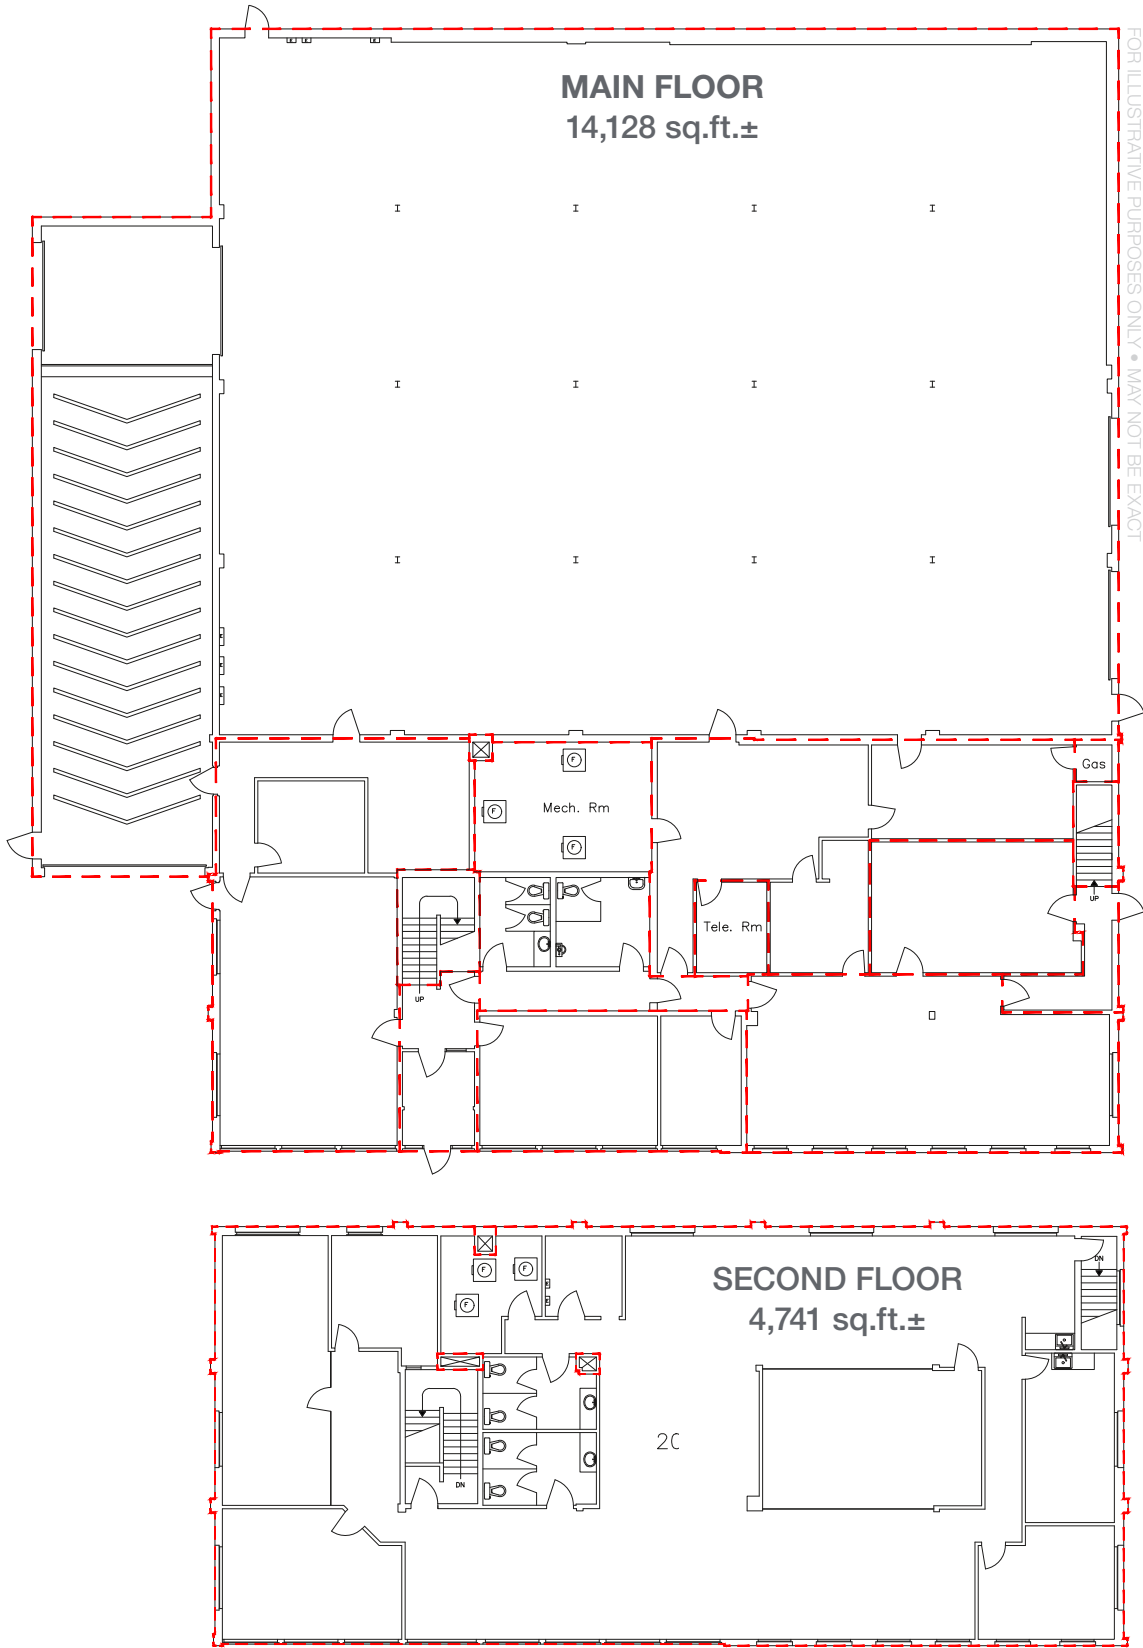 MAIN FLOOR
14,128 sq.ft.±
FOR ILLUSTRATIVE PURPOSES ONLY • MAY NOT BE EXACT
F
Gas
Mech. Rm
F
F
UP
Tele. Rm
UP
DN
F
F
SECOND FLOOR
F
4,741 sq.ft.±
20
DN